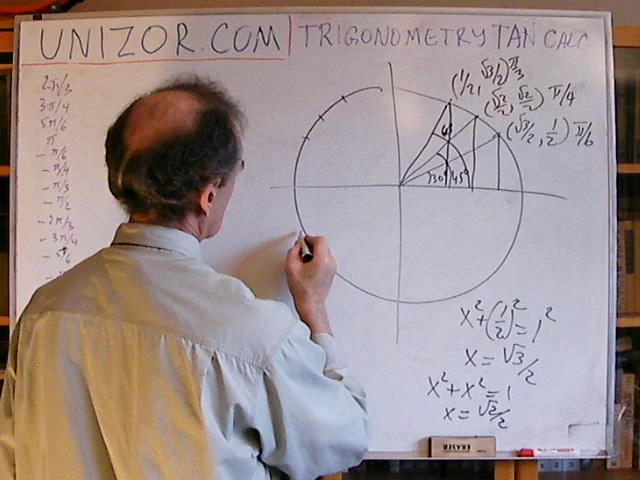 UNIZOR.COM | TRIGONOMETRY TAN CALC
2π/3
3π/4
5π/6
π
-π/6
-π/4
-π/3
-π/2
-2π/3
-3π/4
-5π/6
(1/2, √3/2) π/3
(√2/2, √2/2) π/4
(√3/2, 1/2) π/6
60
30° 45°
x² + (1/2)² = 1²
x = √3/2
x² + x² = 1
x = √2/2
ERASER